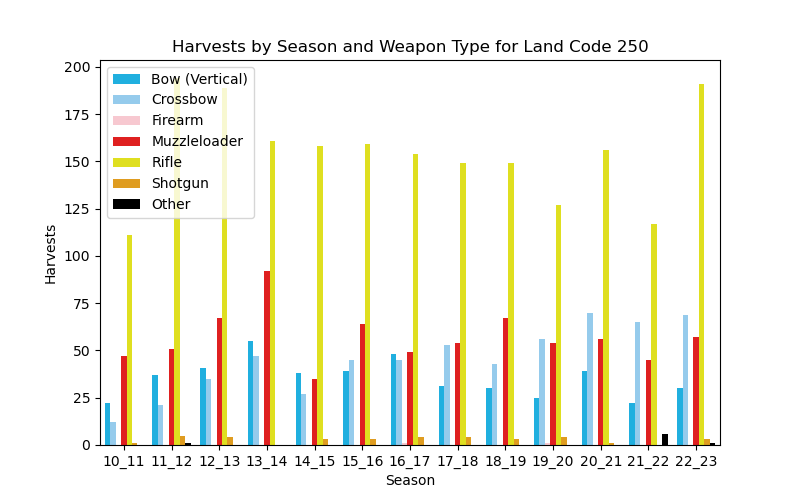 Harvests by Season and Weapon Type for Land Code 250
200
175
150
125
100
75
50
25
0
Harvests
Bow (Vertical)
Crossbow
Firearm
Muzzleloader
Rifle
Shotgun
Other
10_11 11_12 12_13 13_14 14_15 15_16 16_17 17_18 18_19 19_20 20_21 21_22 22_23
Season